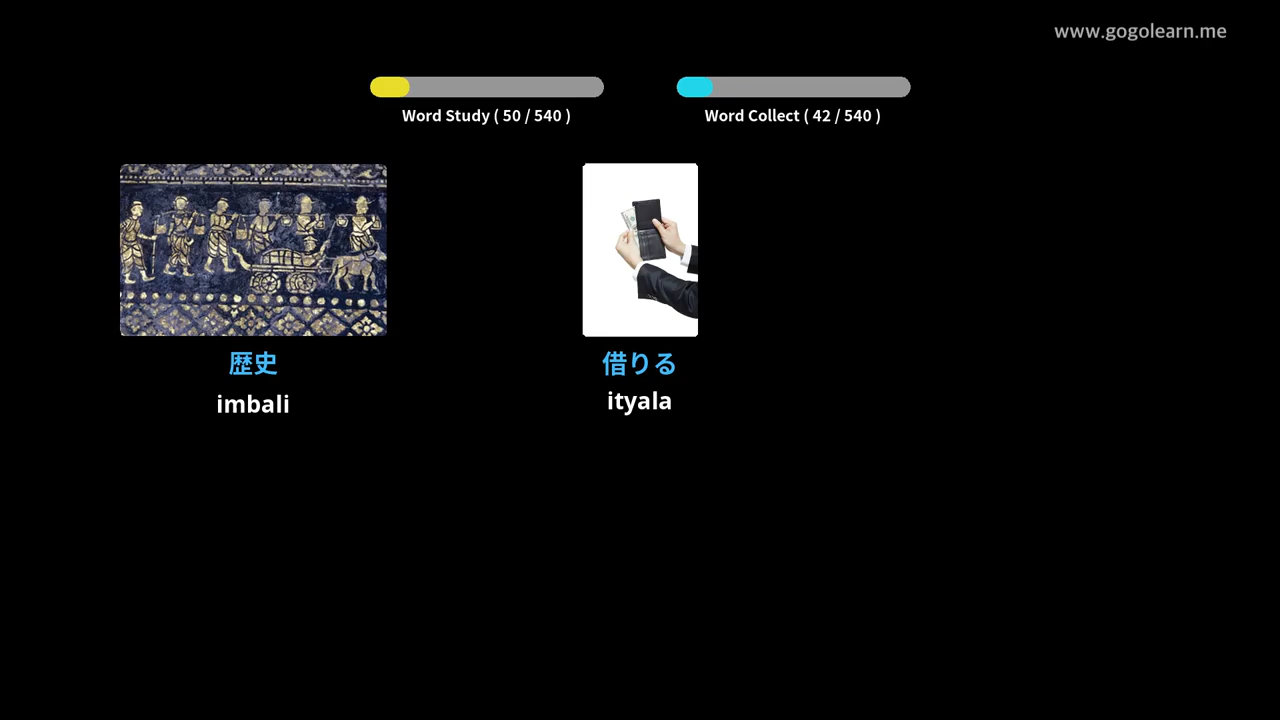 www.gogolearn.me
Word Study ( 50 / 540 )
Word Collect ( 42 / 540 )
歴史
imbali
借りる
ityala